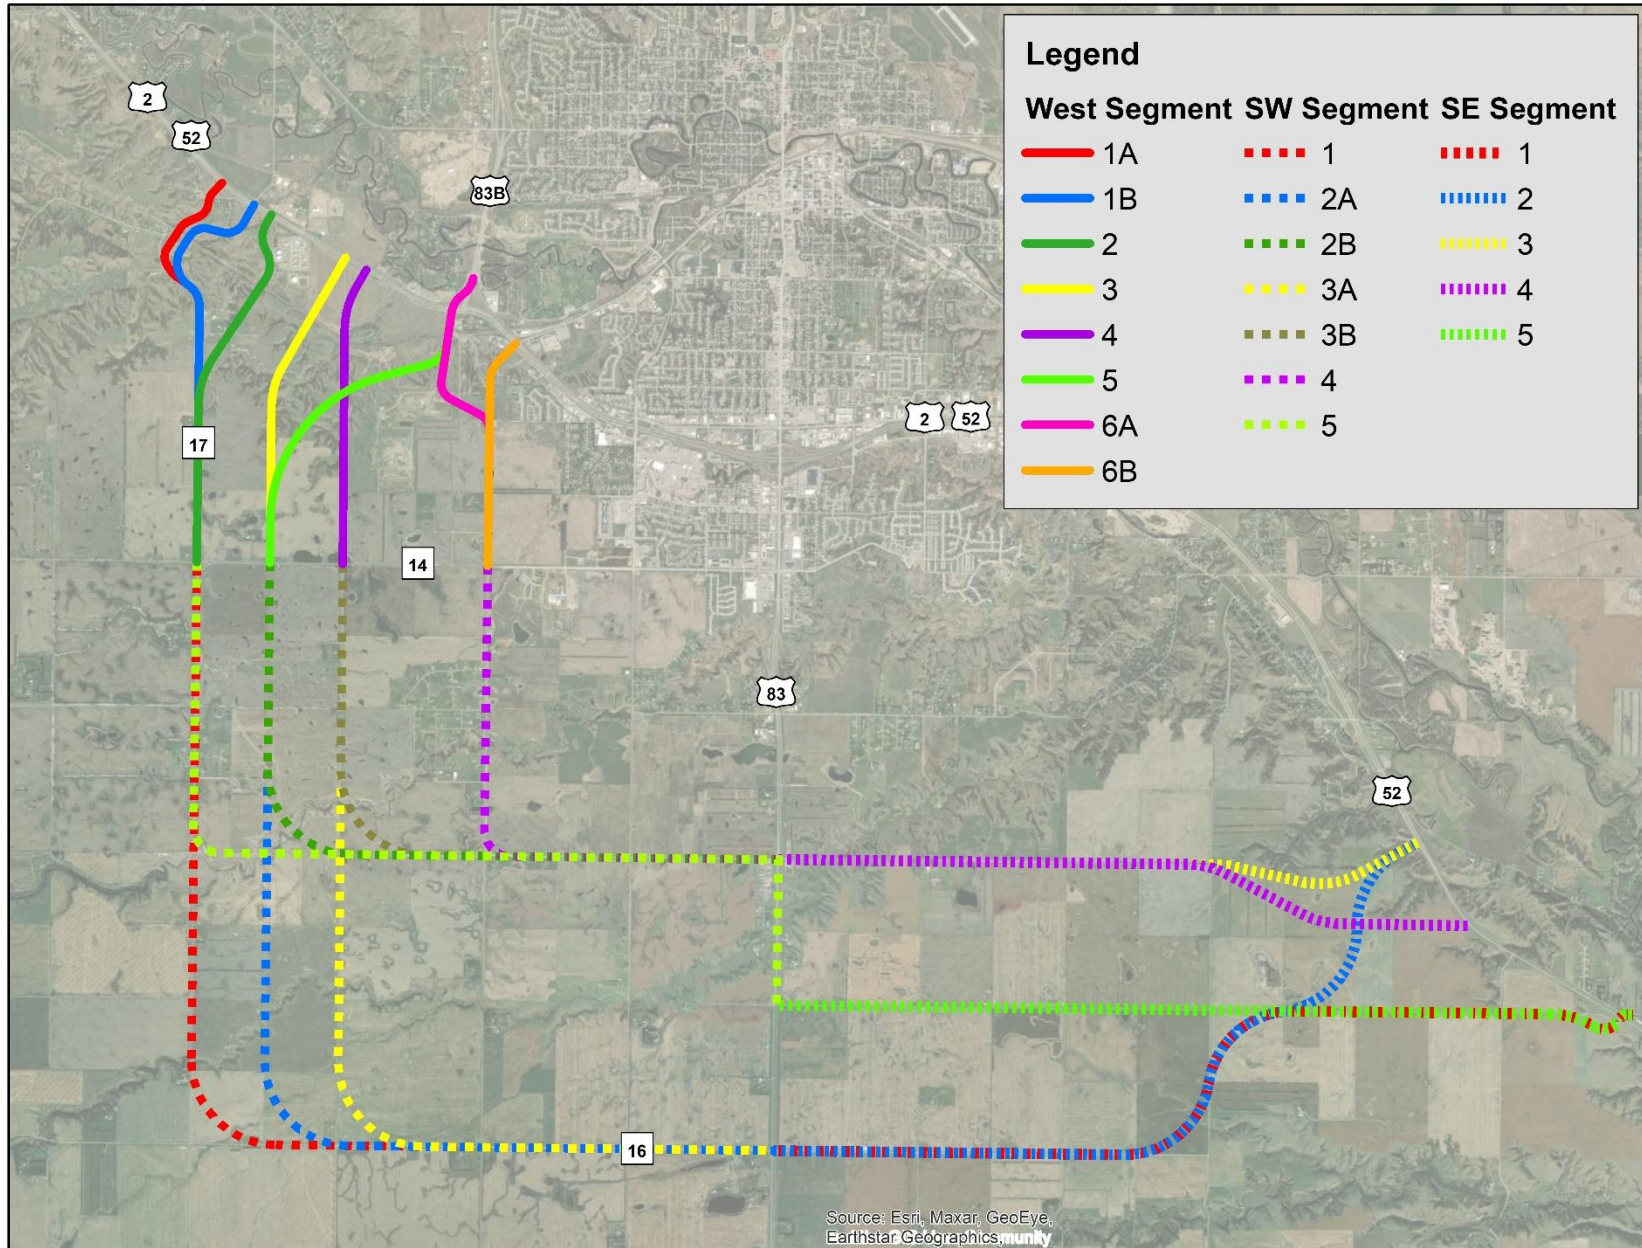 Legend
West Segment SW Segment SE Segment
1A 1 1
1B 2A 2
2 2B 3
3 3A 4
4 3B 5
5 4
6A 5
6B
2
52
83B
2 52
17
14
83
52
16
Source: Esri, Maxar, GeoEye,
Earthstar Geographics, munity